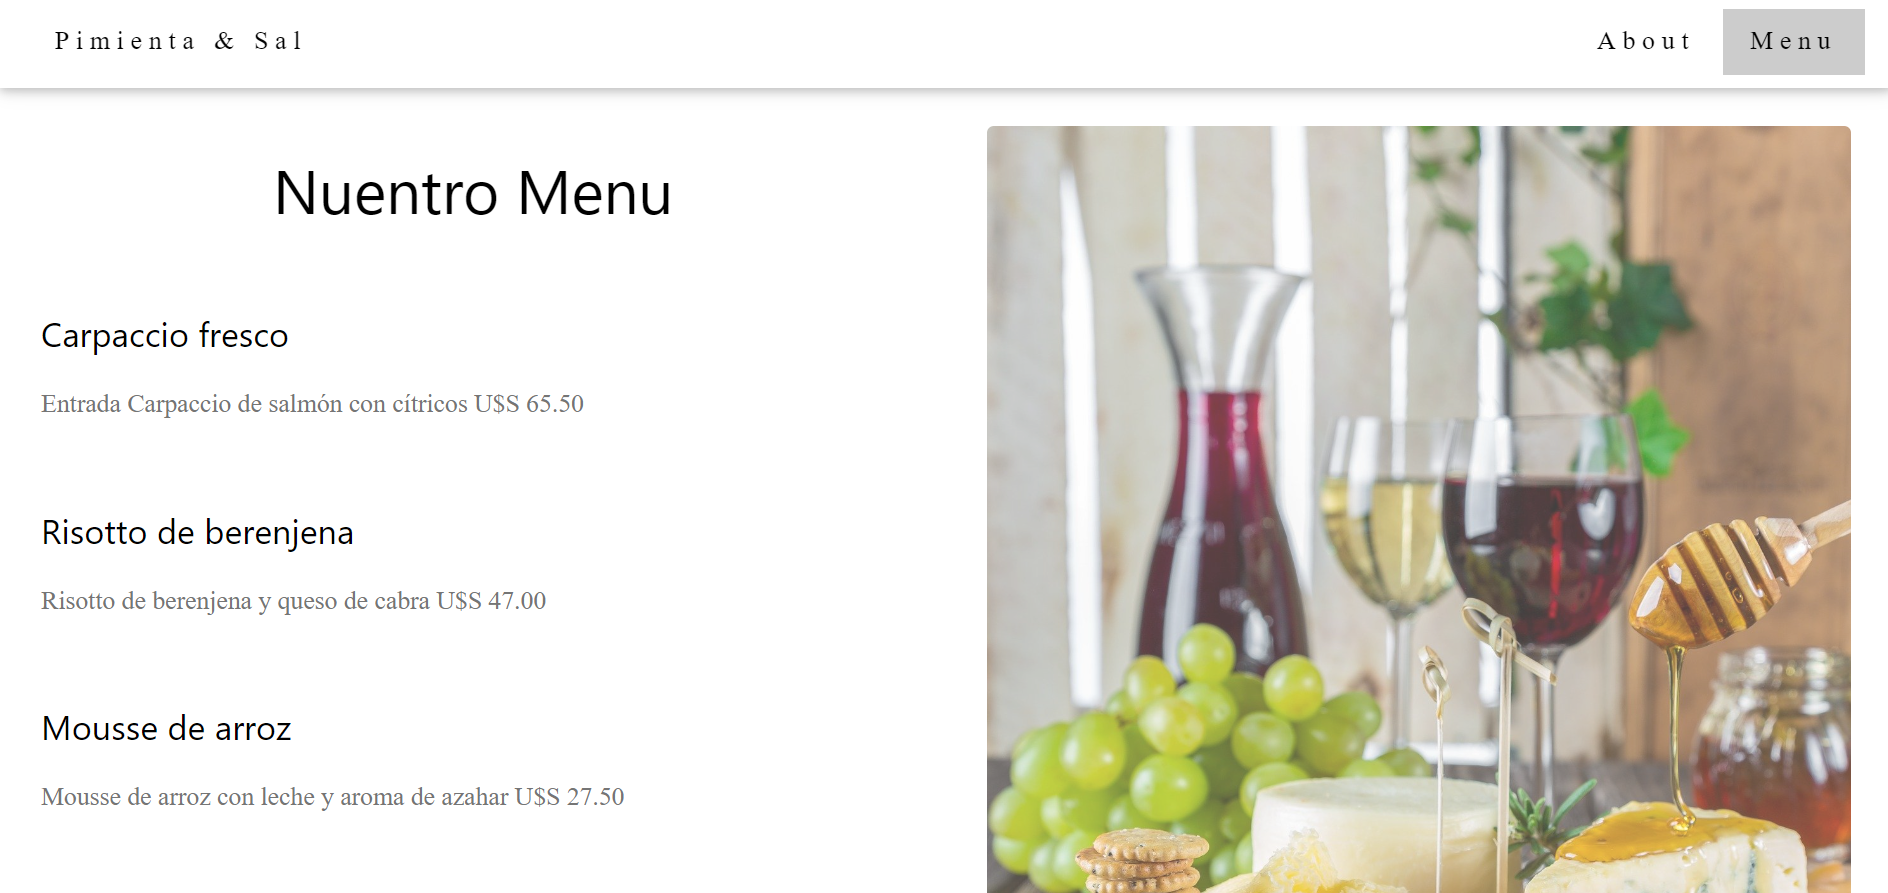 Pimienta & Sal
About
Menu
Nuentro Menu
Carpaccio fresco
Entrada Carpaccio de salmón con cítricos U$S 65.50
Risotto de berenjena
Risotto de berenjena y queso de cabra U$S 47.00
Mousse de arroz
Mousse de arroz con leche y aroma de azahar U$S 27.50